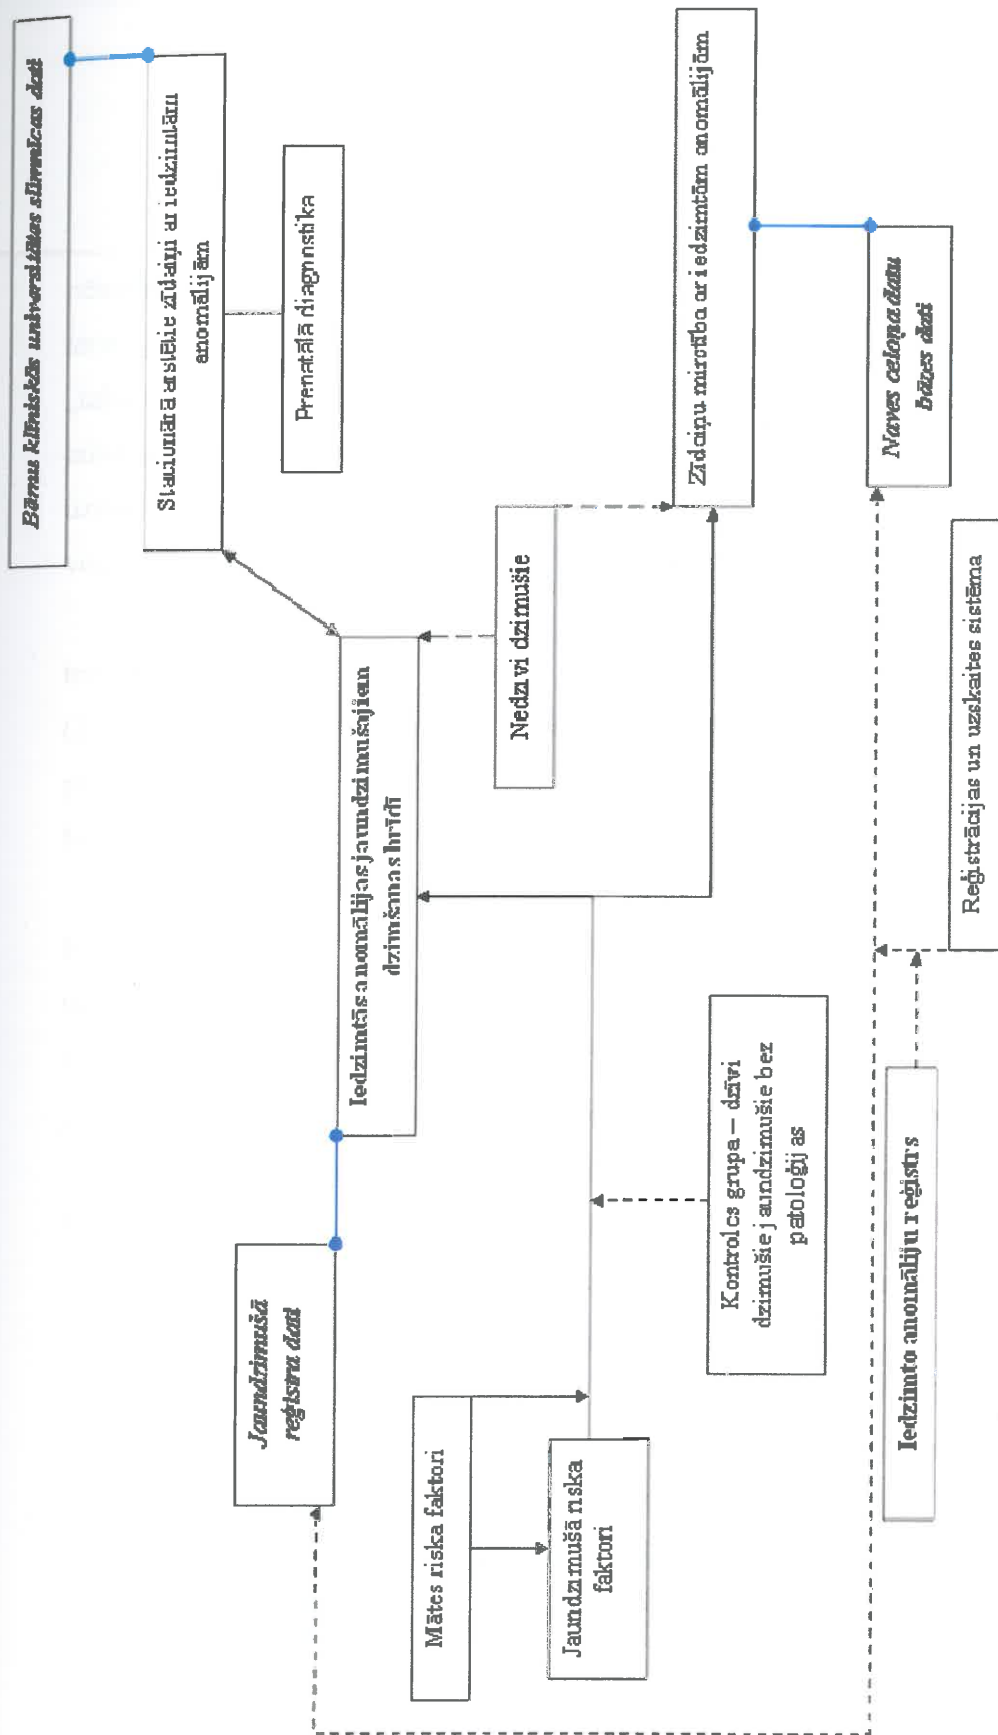 Bērnu klīniskās universitātes slimnīcas dati
Stacionārā ārstētie zīdaiņi ar iedzimtām
anomālijām
Prenatālā diagnostika
Jaundzimušā
reģistra dati
Iedzimtās anomālijas jaundzimušajiem
dzimšanas brīdī
Mātes riska faktori
Jaundzimušā riska
faktori
Nedzīvi dzimušie
Kontroles grupa – dzīvi
dzimušie jaundzimušie bez
patoloģijas
Zīdaiņu mirstība ar iedzimtām anomālijām
Nāves cēloņa datu
bāzes dati
Iedzimto anomāliju reģistrs
Reģistrācijas un uzskaites sistēma